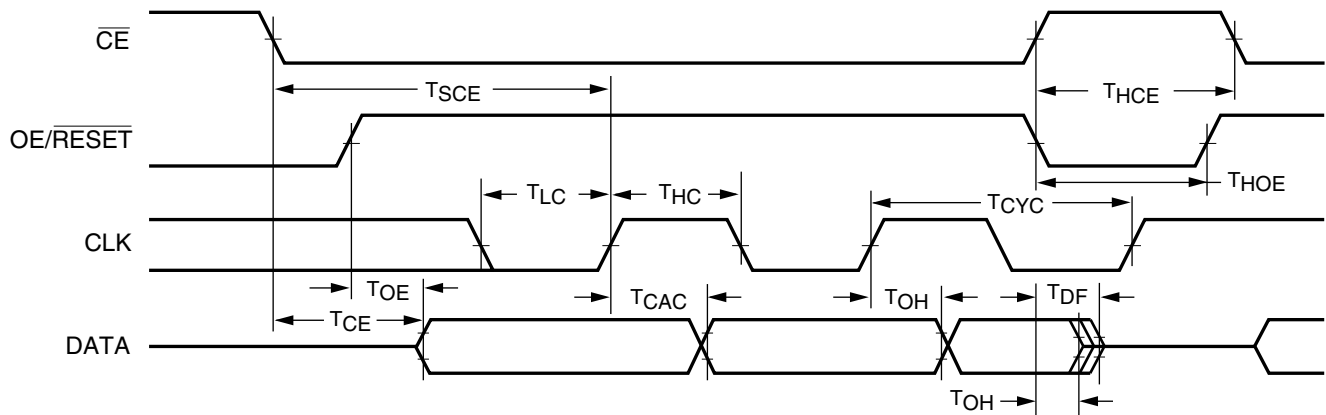 CE
TSCE
THCE
OE/RESET
TLC
THC
TCYC
THOE
CLK
TOE
TCAC
TOH
TDF
TCE
DATA
TOH